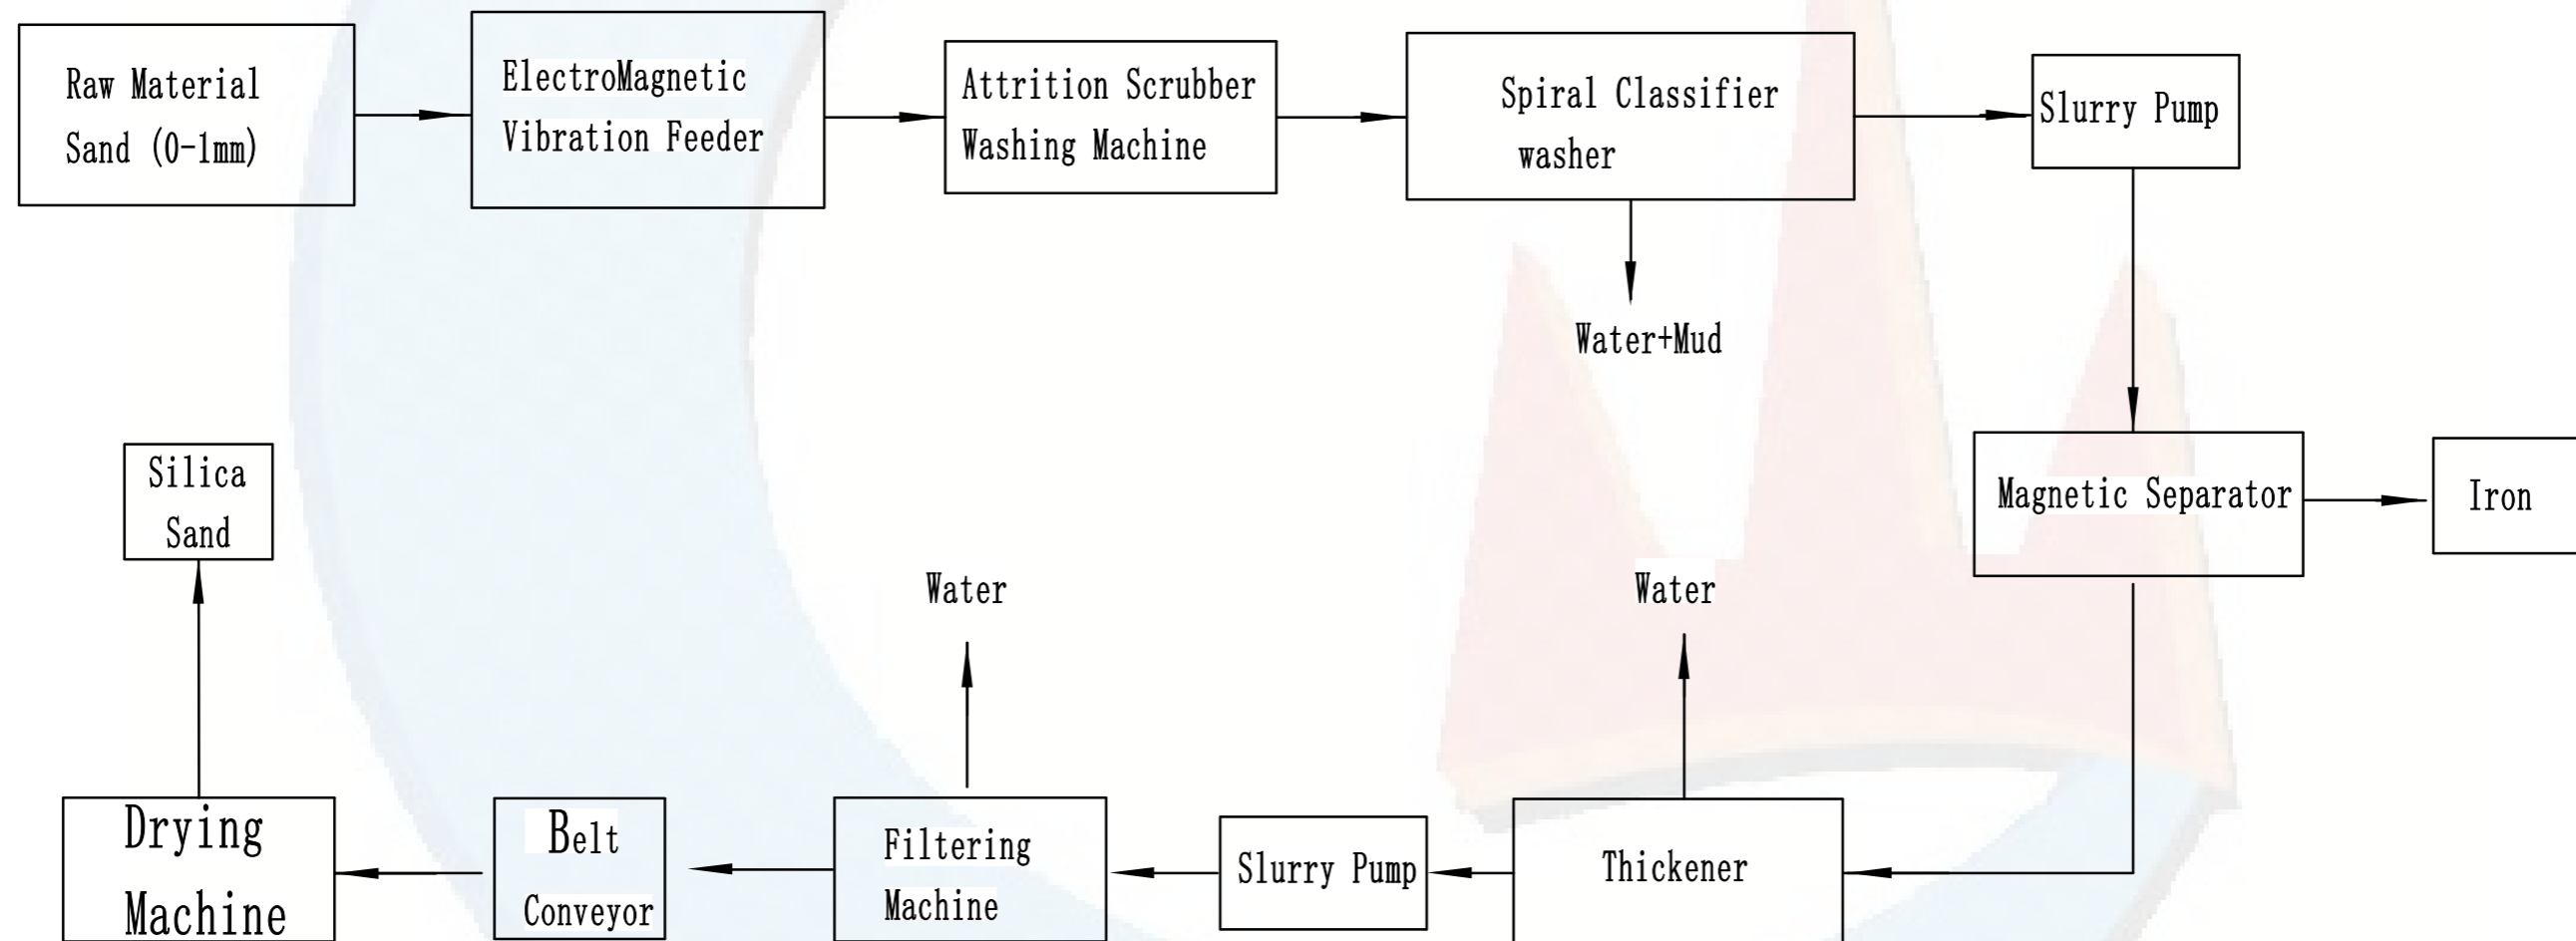 Raw Material
Sand (0-1mm)
ElectroMagnetic
Vibration Feeder
Attrition Scrubber
Washing Machine
Spiral Classifier
washer
Slurry Pump
Water+Mud
Magnetic Separator
Iron
Silica
Sand
Water
Water
Drying
Machine
Belt
Conveyor
Filtering
Machine
Slurry Pump
Thickener